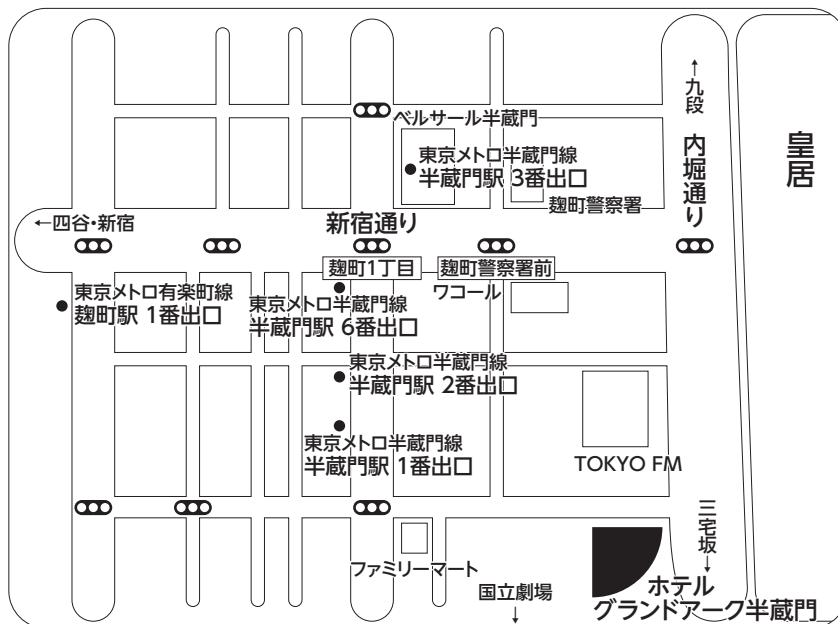 ↑九段
内堀通り
皇居
ベルサール半蔵門
東京メトロ半蔵門線
半蔵門駅 3番出口
麹町警察署
←四谷・新宿
新宿通り
麹町1丁目
麹町警察署前
東京メトロ有楽町線
麹町駅 1番出口
東京メトロ半蔵門線
半蔵門駅 6番出口
ワコール
東京メトロ半蔵門線
半蔵門駅 2番出口
東京メトロ半蔵門線
半蔵門駅 1番出口
TOKYO FM
三宅坂→
ファミリーマート
国立劇場
↓
ホテル
グランドアーク半蔵門